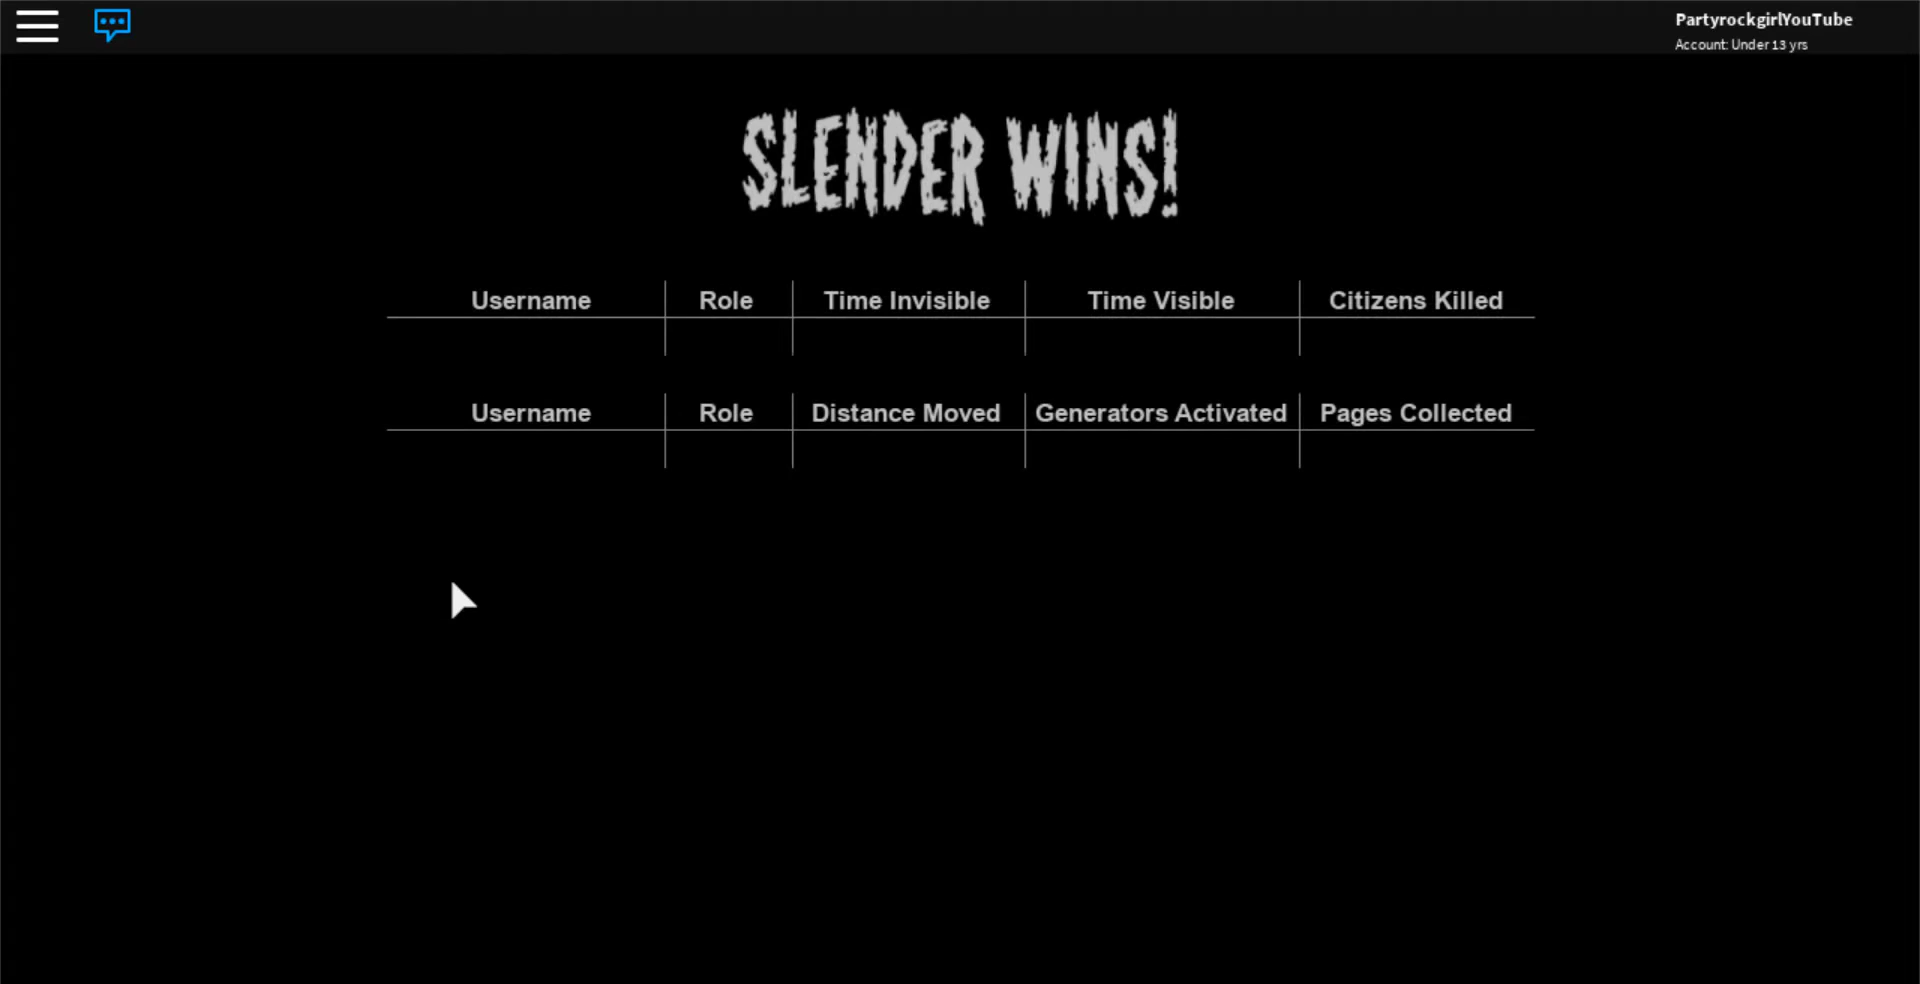 PartyrockgirlYouTube
Account: Under 13 yrs
SLENDER WINS!
Username Role Time Invisible Time Visible Citizens Killed
Username Role Distance Moved Generators Activated Pages Collected